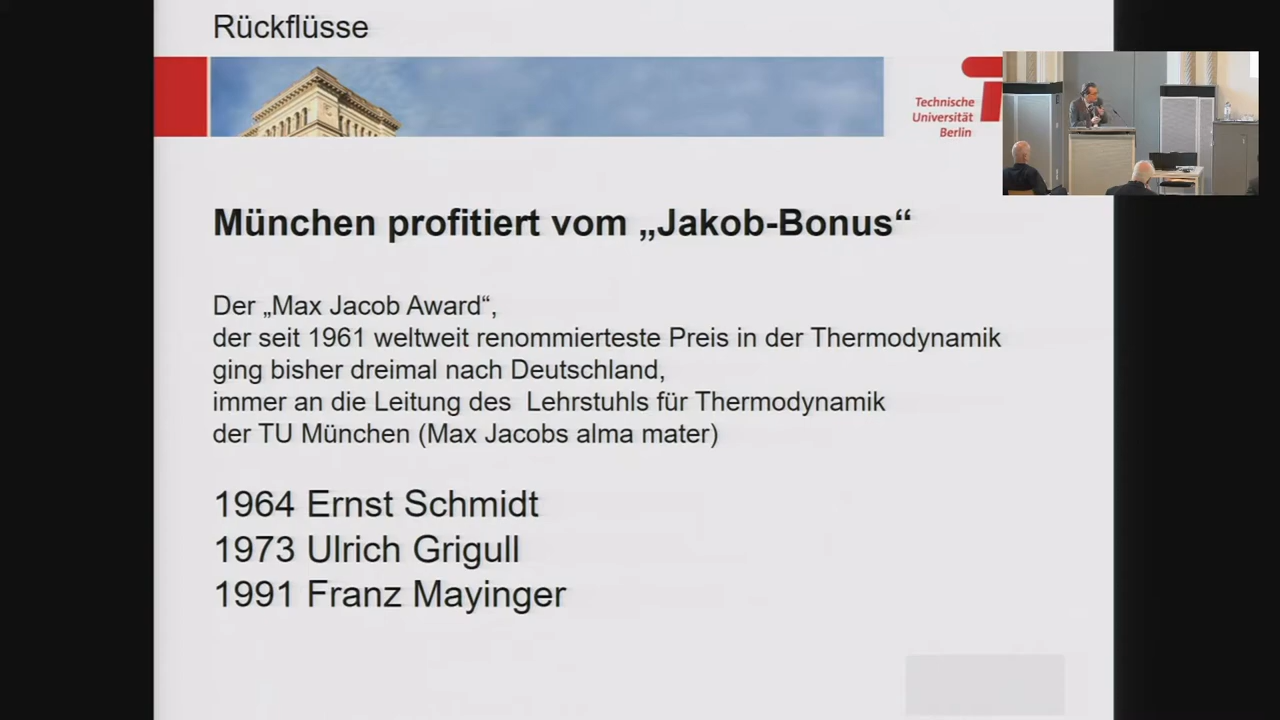 Rückflüsse
Technische
Universität
Berlin
München profitiert vom „Jakob-Bonus“
Der „Max Jacob Award“,
der seit 1961 weltweit renommierteste Preis in der Thermodynamik
ging bisher dreimal nach Deutschland,
immer an die Leitung des Lehrstuhls für Thermodynamik
der TU München (Max Jacobs alma mater)
1964 Ernst Schmidt
1973 Ulrich Grigull
1991 Franz Mayinger